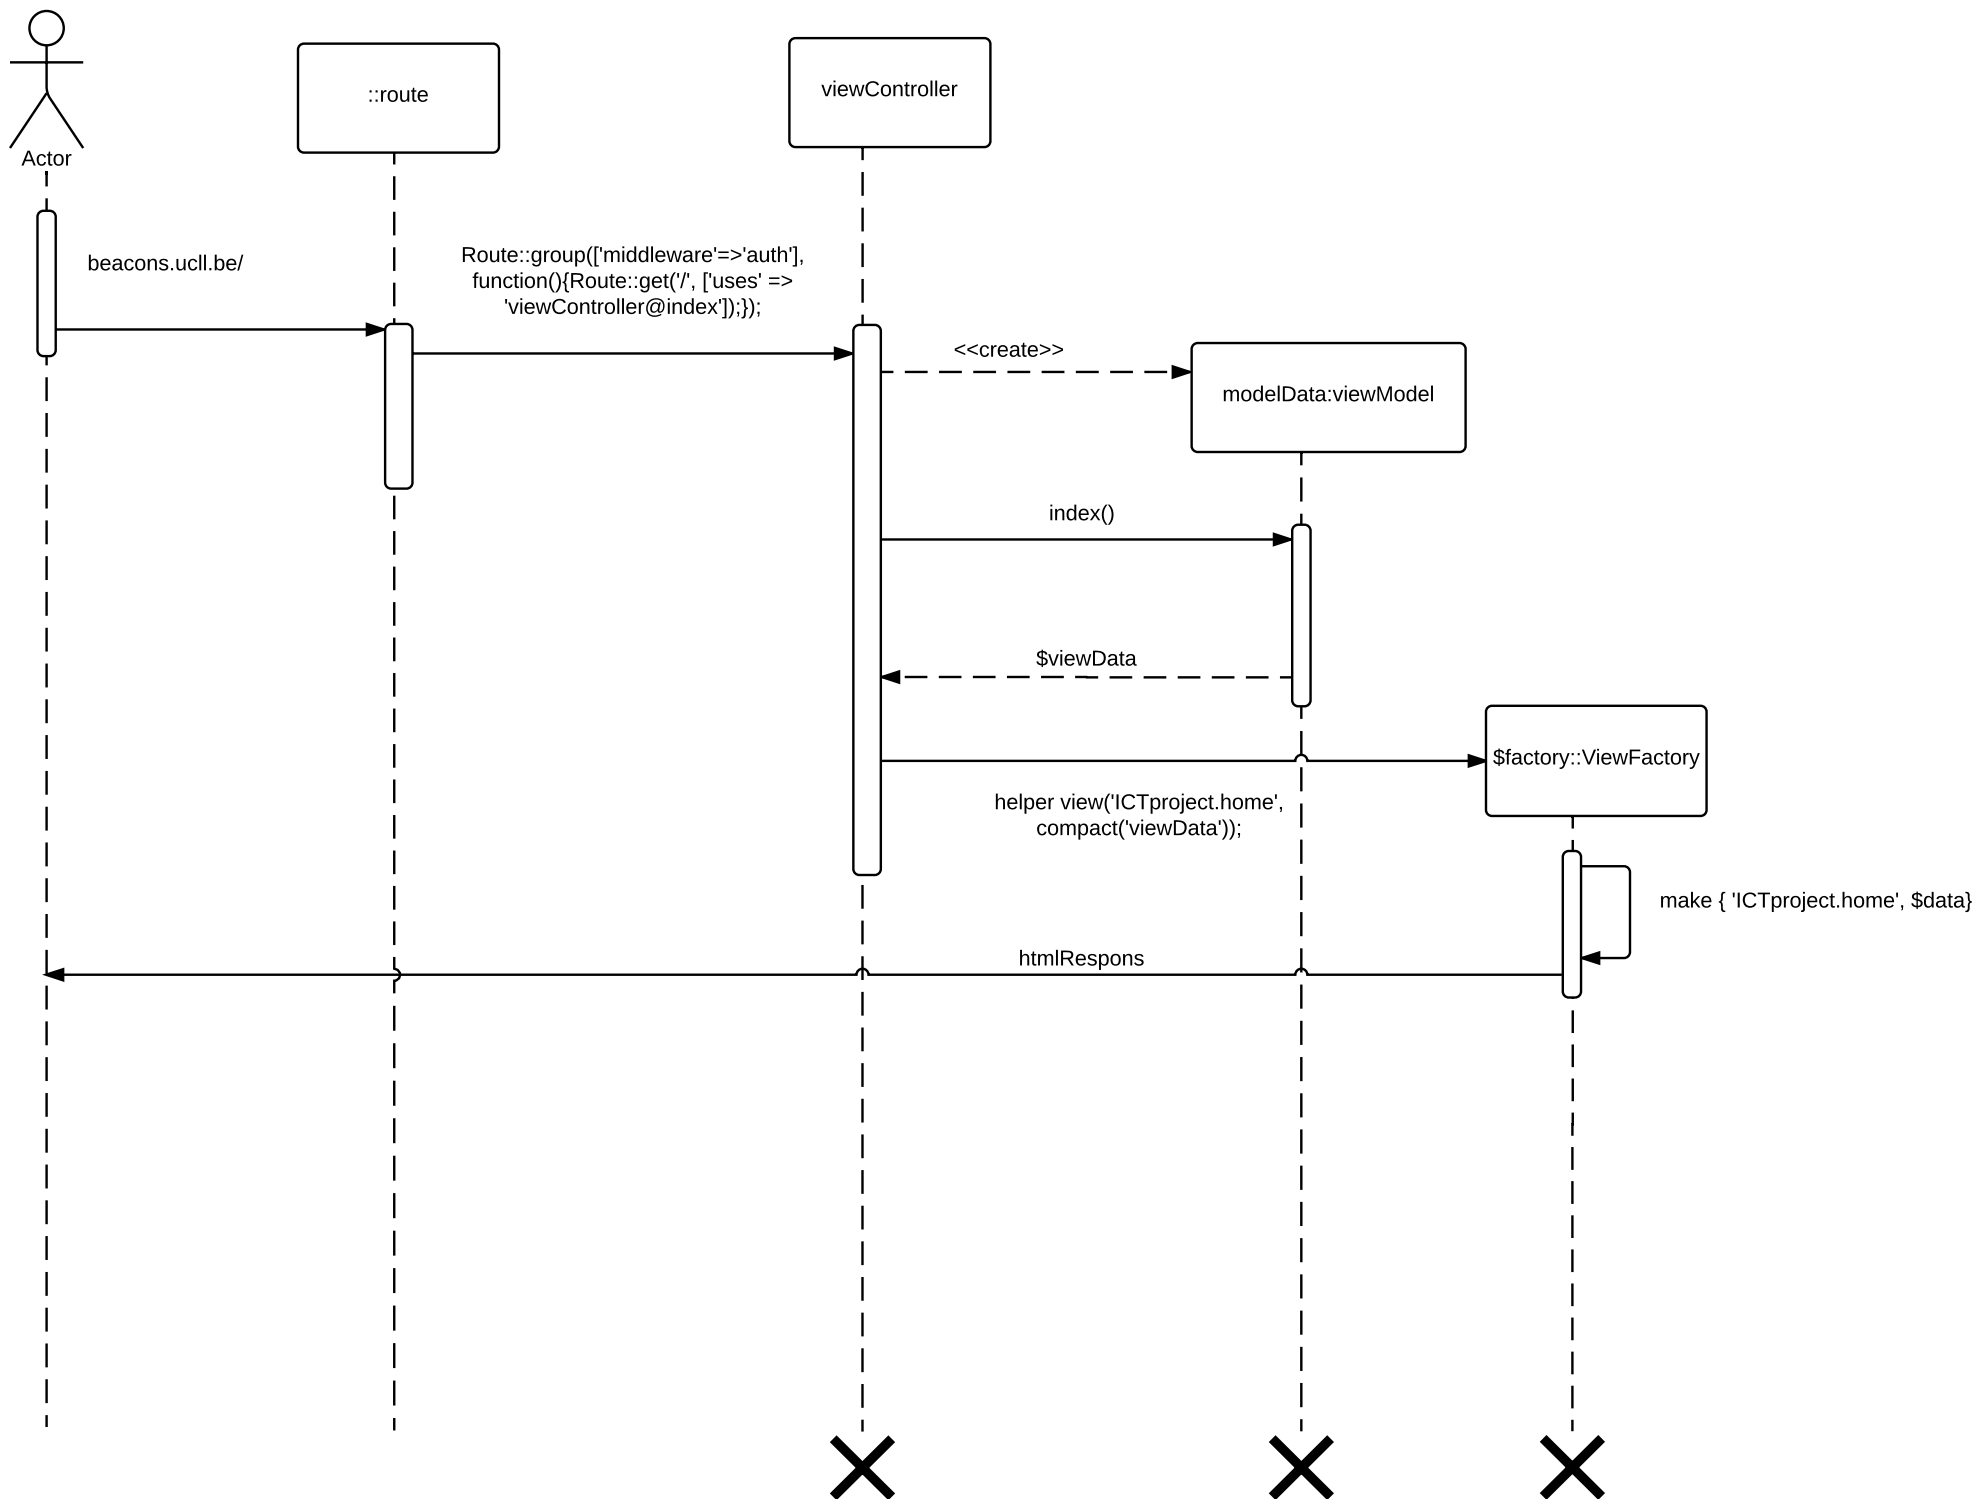 Actor
::route
viewController
beacons.ucll.be/
Route::group(['middleware'=>'auth'],
function(){Route::get('/', ['uses' =>
'viewController@index']);});
<<create>>
modelData:viewModel
index()
$viewData
$factory::ViewFactory
helper view('ICTproject.home',
compact('viewData'));
make { 'ICTproject.home', $data}
htmlRespons